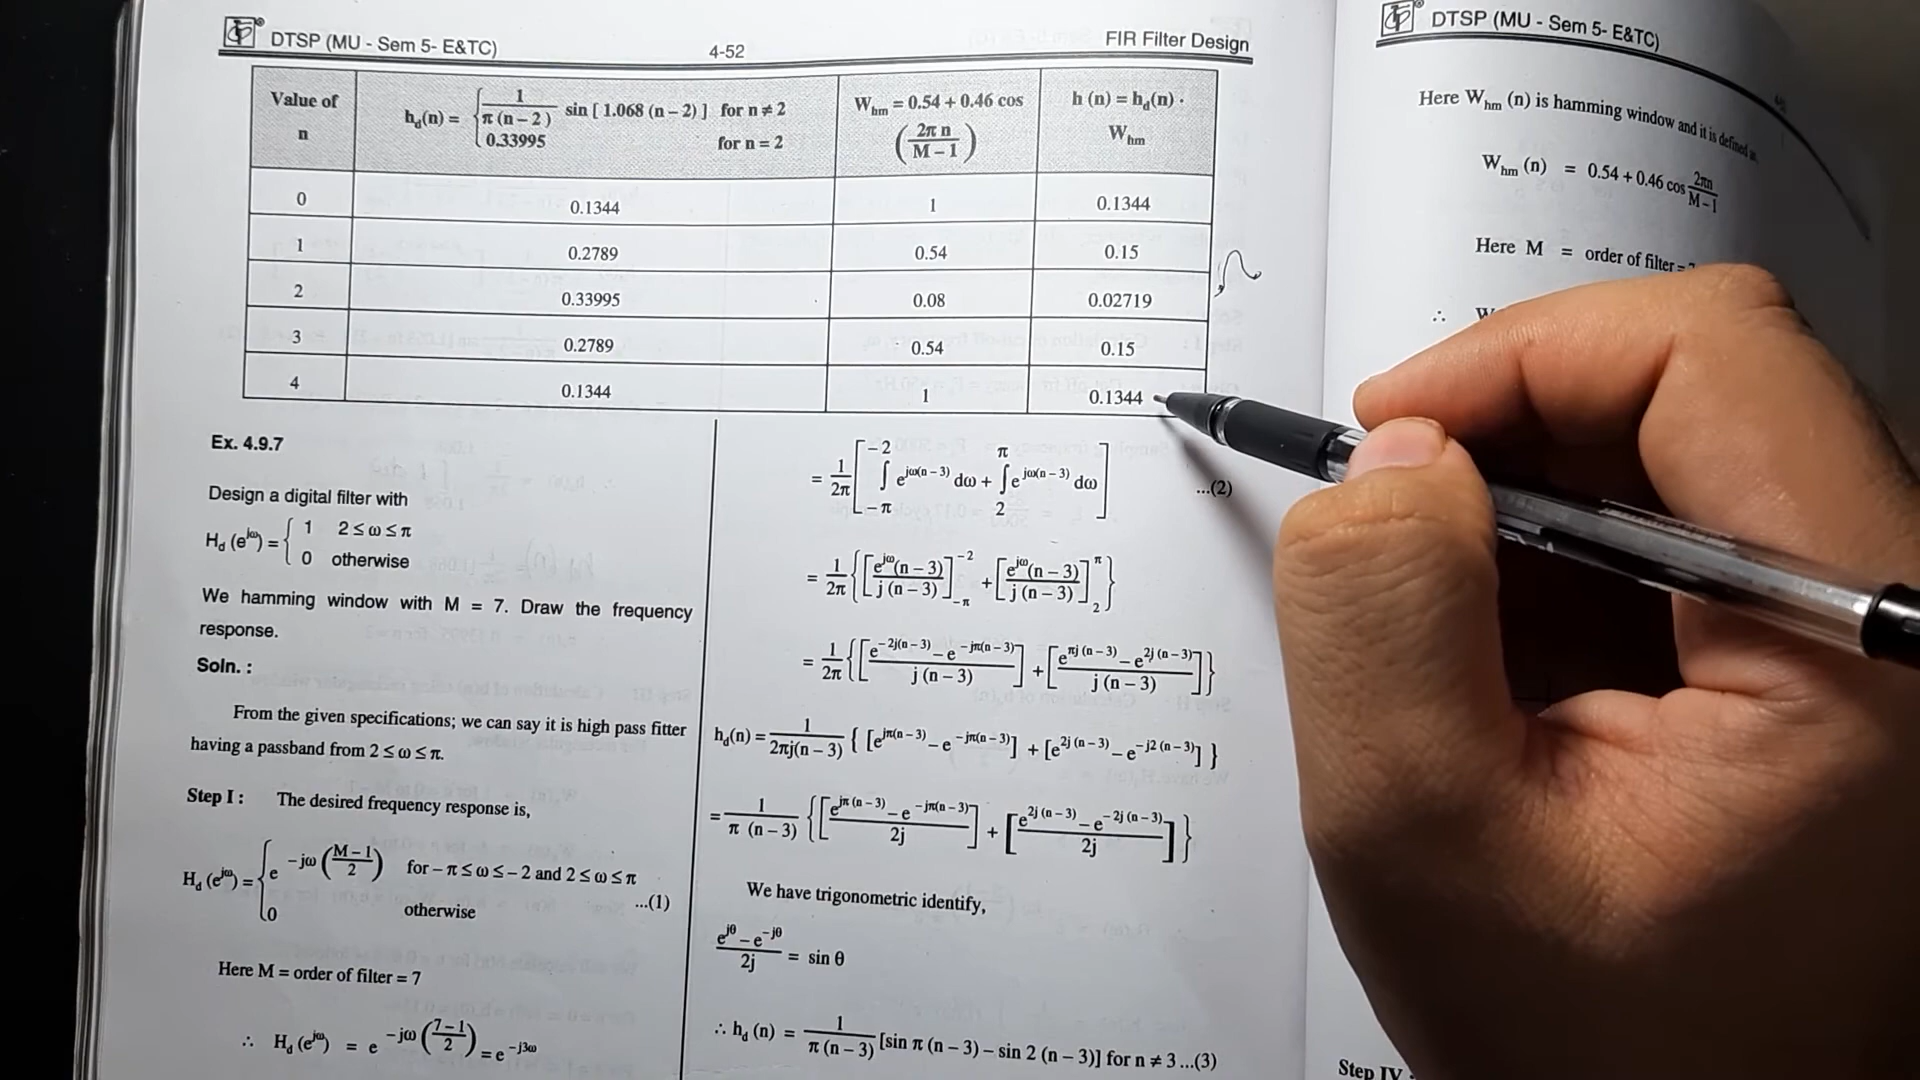 DTSP (MU - Sem 5- E&TC) 4-52 FIR Filter Design
Value of n | h_d(n) = { 1/(π (n – 2)) sin [ 1.068 (n – 2) ] for n ≠ 2 ; 0.33995 for n = 2 | W_hm = 0.54 + 0.46 cos (2π n/(M – 1)) | h (n) = h_d(n) · W_hm
0 | 0.1344 | 1 | 0.1344
1 | 0.2789 | 0.54 | 0.15
2 | 0.33995 | 0.08 | 0.02719
3 | 0.2789 | 0.54 | 0.15
4 | 0.1344 | 1 | 0.1344
Ex. 4.9.7
Design a digital filter with
H_d (e^jω) = { 1 2 ≤ ω ≤ π
0 otherwise
We hamming window with M = 7. Draw the frequency
response.
Soln. :
From the given specifications; we can say it is high pass fitter
having a passband from 2 ≤ ω ≤ π.
Step I : The desired frequency response is,
H_d (e^jω) = { e^(– jω ((M – 1)/2)) for – π ≤ ω ≤ – 2 and 2 ≤ ω ≤ π
0 otherwise ...(1)
Here M = order of filter = 7
∴ H_d (e^jω) = e^(– jω ((7 – 1)/2)) = e^(– j3ω)
= 1/2π [ ∫_{– π}^{– 2} e^(jω(n – 3)) dω + ∫_{2}^{π} e^(jω(n – 3)) dω ] ...(2)
= 1/2π { [ e^jω (n – 3) / j (n – 3) ]_{– π}^{– 2} + [ e^jω (n – 3) / j (n – 3) ]_{2}^{π} }
= 1/2π { [ (e^(– 2j(n – 3)) – e^(– jπ(n – 3))) / j (n – 3) ] + [ (e^(πj (n – 3)) – e^(2j (n – 3))) / j (n – 3) ] }
h_d(n) = 1/(2πj(n – 3)) { [e^(jπ(n – 3)) – e^(– jπ(n – 3))] + [e^(2j (n – 3)) – e^(– j2 (n – 3))] }
= 1/(π (n – 3)) { [ (e^(jπ (n – 3)) – e^(– jπ(n – 3))) / 2j ] + [ (e^(2j (n – 3)) – e^(– 2j (n – 3))) / 2j ] }
We have trigonometric identify,
(e^jθ – e^(–jθ)) / 2j = sin θ
∴ h_d (n) = 1/(π (n – 3)) [sin π (n – 3) – sin 2 (n – 3)] for n ≠ 3 ...(3)
DTSP (MU - Sem 5- E&TC)
Here W_hm (n) is hamming window and it is defined as
W_hm (n) = 0.54 + 0.46 cos 2πn/(M – 1)
Here M = order of filter =
∴
Step IV